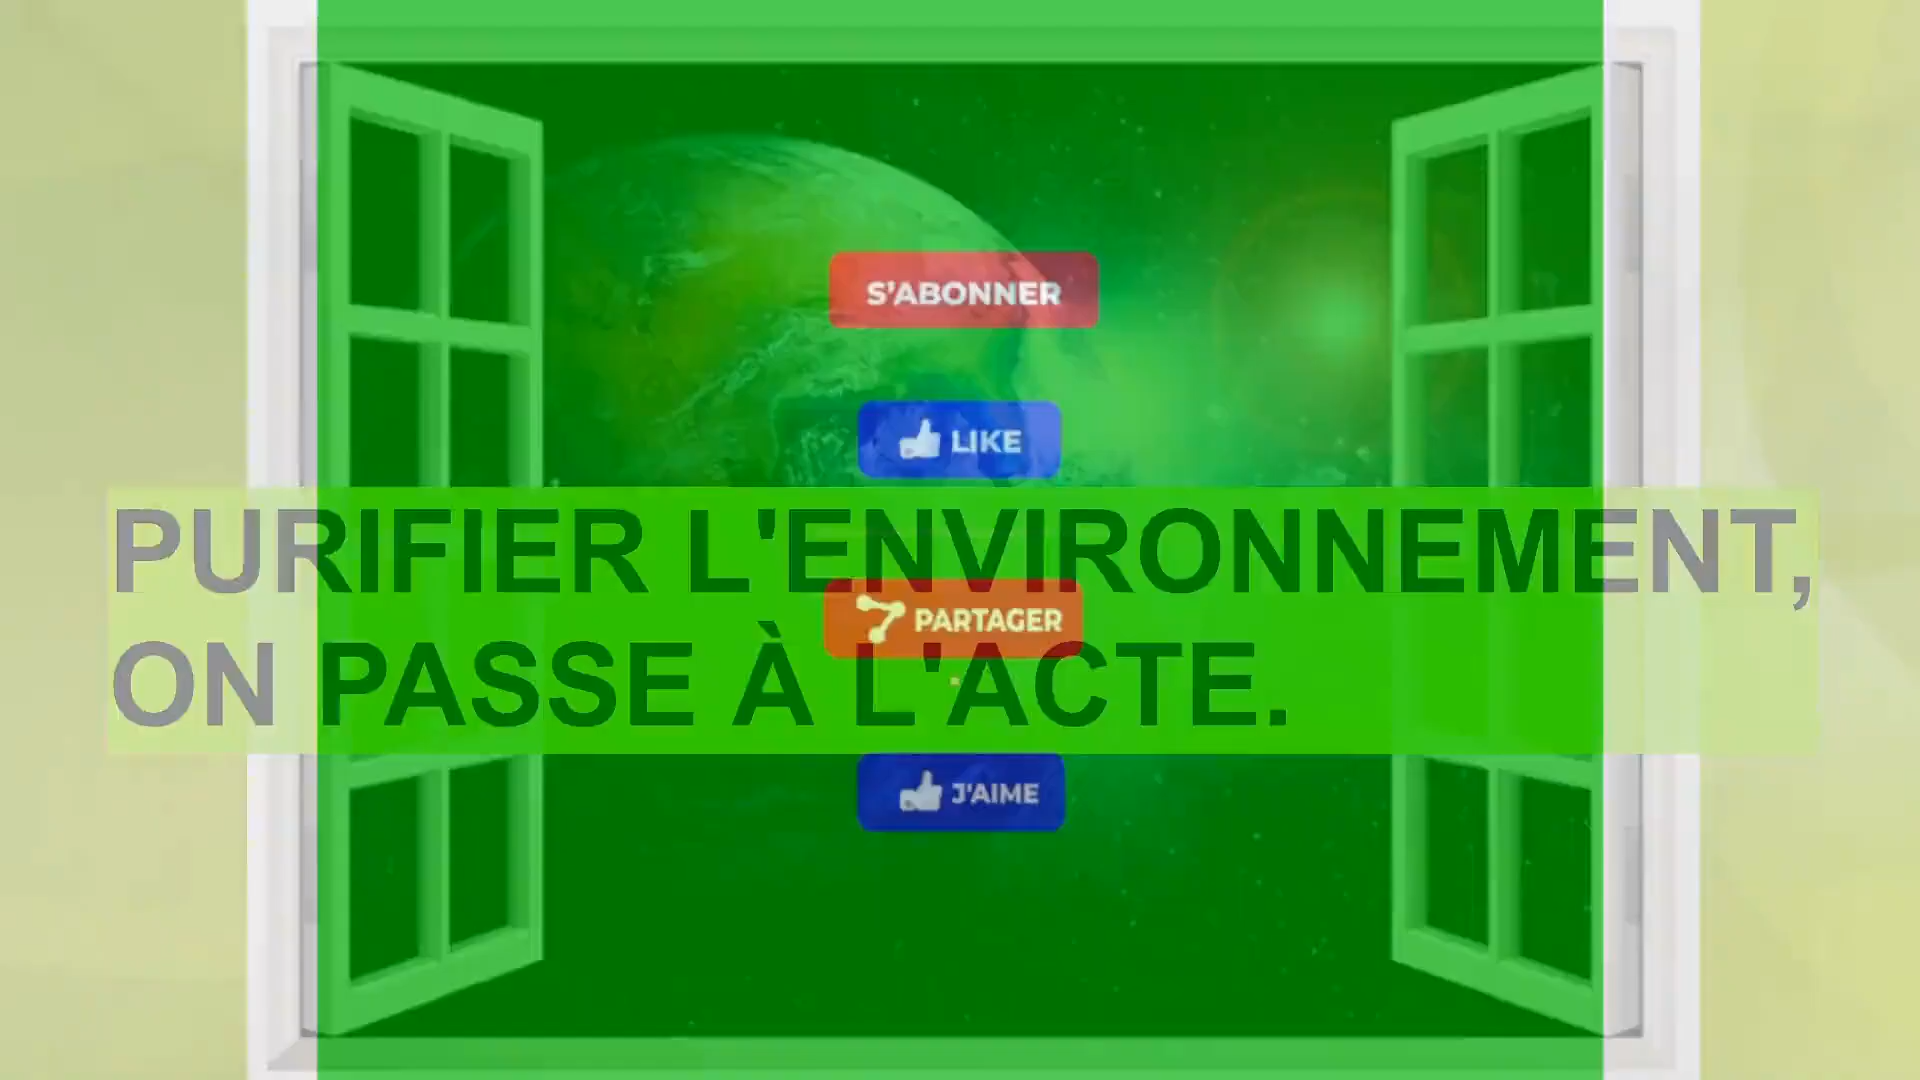 S'ABONNER
LIKE
PURIFIER L'ENVIRONNEMENT,
PARTAGER
ON PASSE À L'ACTE.
J'AIME